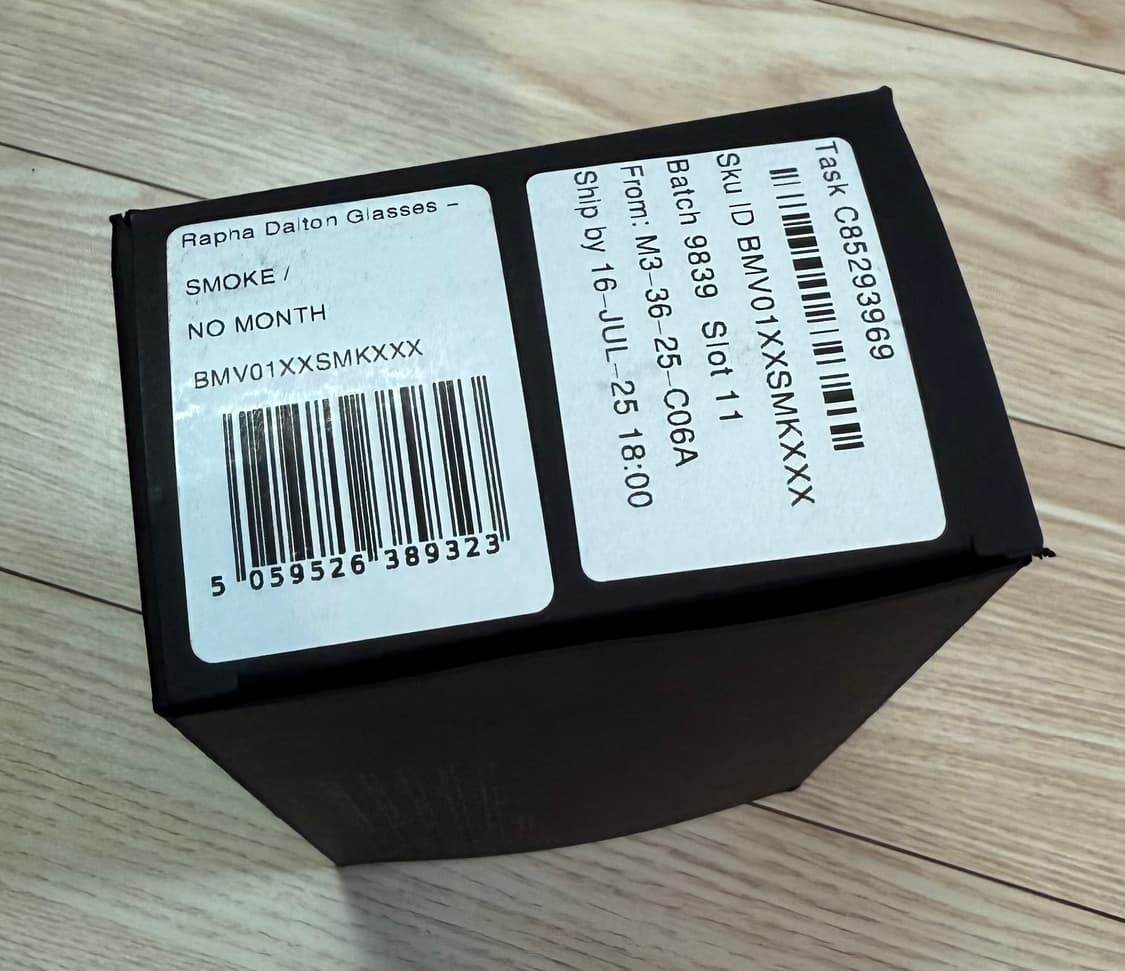 Rapha Dalton Glasses –
SMOKE /
NO MONTH
BMV01XXSMKXXX
5 059526 389323
Task C85293969
Sku ID BMV01XXSMKXXX
Batch 9839 Slot 11
From: M3-36-25-C06A
Ship by 16-JUL-25 18:00